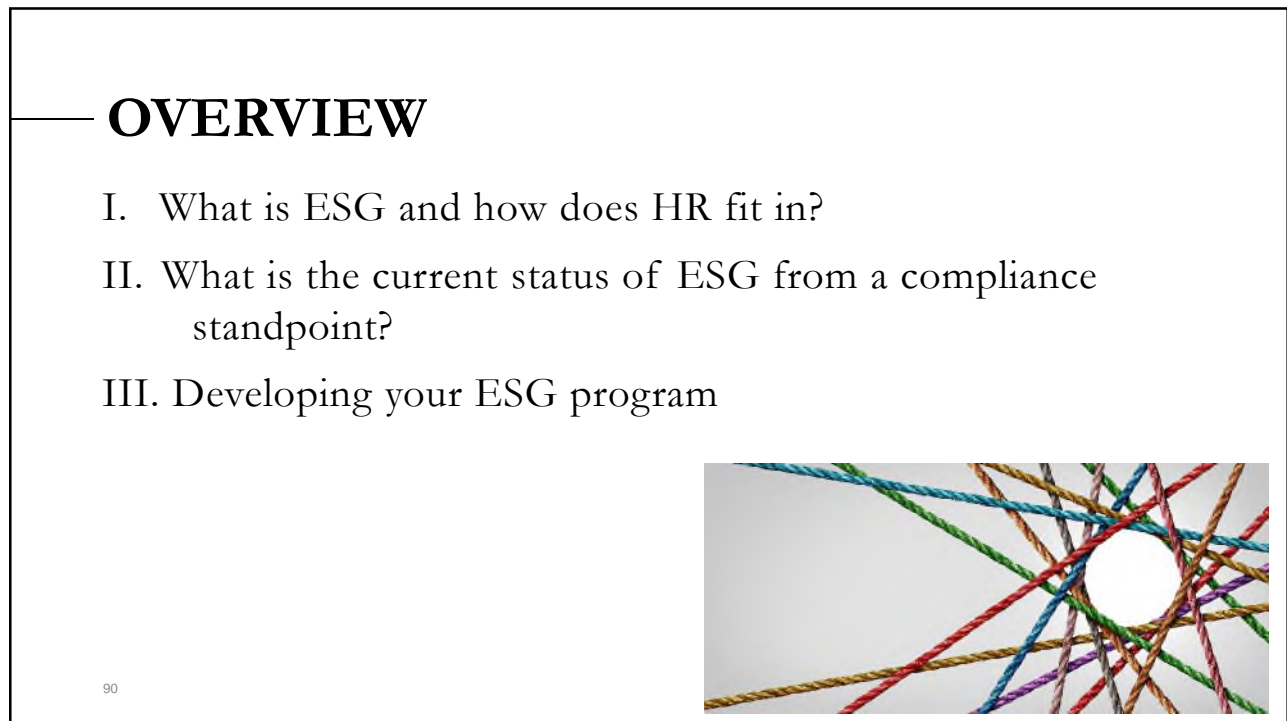 OVERVIEW
I. What is ESG and how does HR fit in?
II. What is the current status of ESG from a compliance
standpoint?
III. Developing your ESG program
90